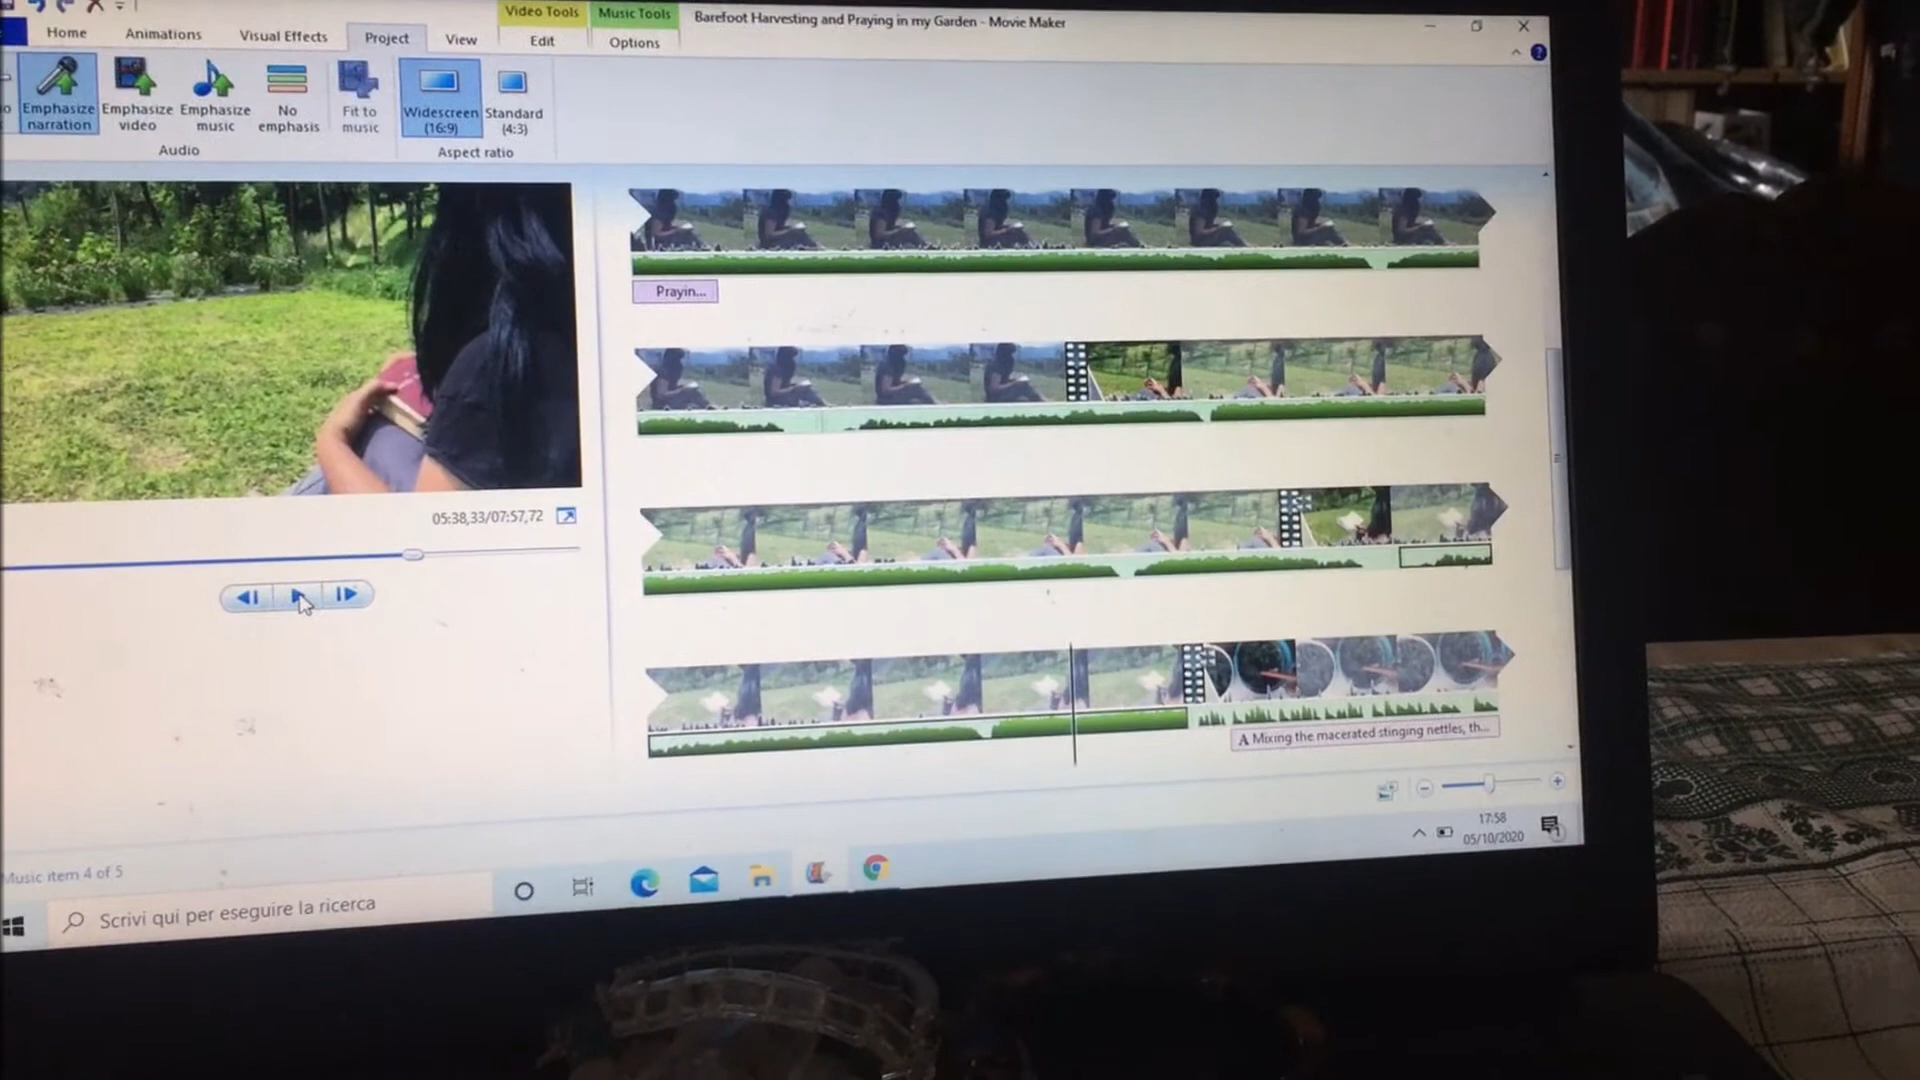 Video Tools
Music Tools
Barefoot Harvesting and Praying in my Garden - Movie Maker
Home
Animations
Visual Effects
Project
View
Edit
Options
Emphasize narration
Emphasize video
Emphasize music
No emphasis
Fit to music
Widescreen (16:9)
Standard (4:3)
Audio
Aspect ratio
Prayin...
05:38,33/07:57,72
A Mixing the macerated stinging nettles, th...
17:58
05/10/2020
Music item 4 of 5
Scrivi qui per eseguire la ricerca